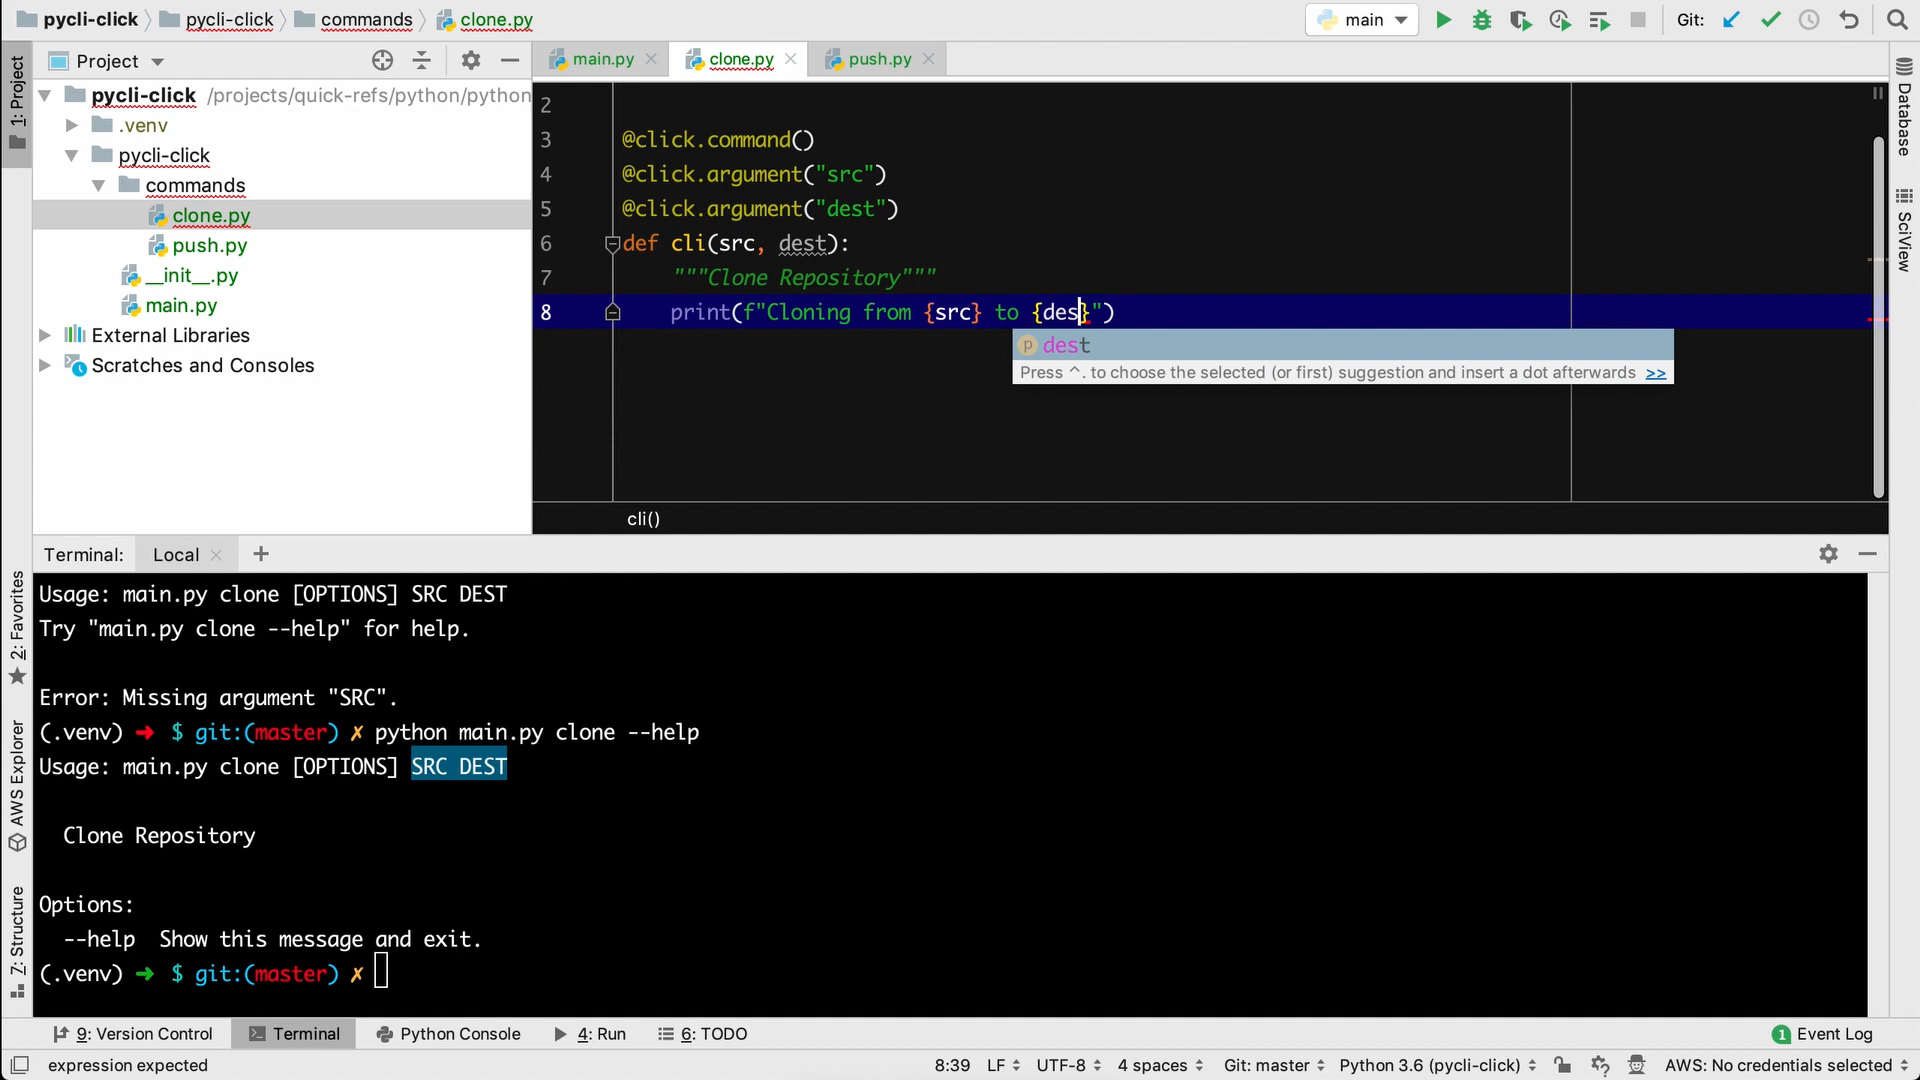 pycli-click pycli-click commands clone.py
main
Git:
1: Project
Project
main.py clone.py push.py
pycli-click /projects/quick-refs/python/python
.venv
pycli-click
commands
clone.py
push.py
__init__.py
main.py
External Libraries
Scratches and Consoles
2
3 @click.command()
4 @click.argument("src")
5 @click.argument("dest")
6 def cli(src, dest):
7 """Clone Repository"""
8 print(f"Cloning from {src} to {des}")
p dest
Press ^. to choose the selected (or first) suggestion and insert a dot afterwards >>
cli()
Database
SciView
Terminal: Local
2: Favorites
AWS Explorer
7: Structure
Usage: main.py clone [OPTIONS] SRC DEST
Try "main.py clone --help" for help.
Error: Missing argument "SRC".
(.venv) ➜ $ git:(master) ✗ python main.py clone --help
Usage: main.py clone [OPTIONS] SRC DEST
Clone Repository
Options:
--help Show this message and exit.
(.venv) ➜ $ git:(master) ✗
9: Version Control Terminal Python Console 4: Run 6: TODO
1 Event Log
expression expected
8:39 LF UTF-8 4 spaces Git: master Python 3.6 (pycli-click) AWS: No credentials selected